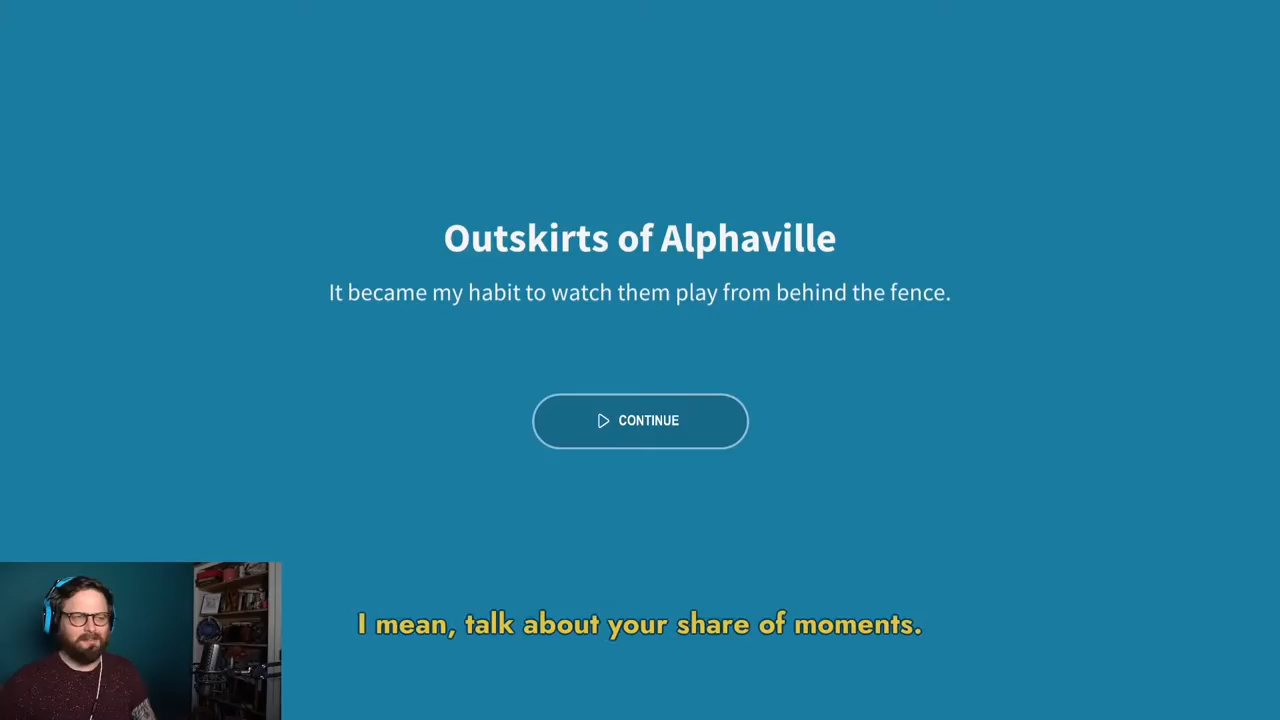 Outskirts of Alphaville
It became my habit to watch them play from behind the fence.
CONTINUE
I mean, talk about your share of moments.